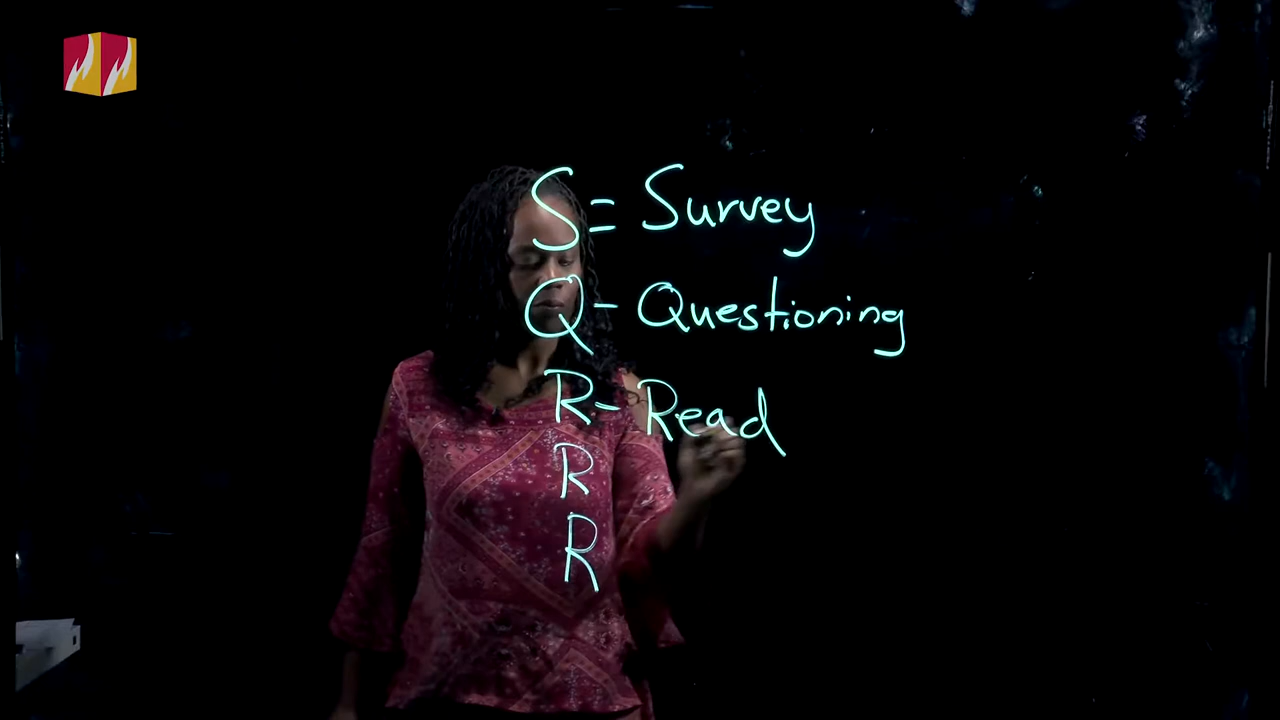 S = Survey
Q - Questioning
R - Read
R
R